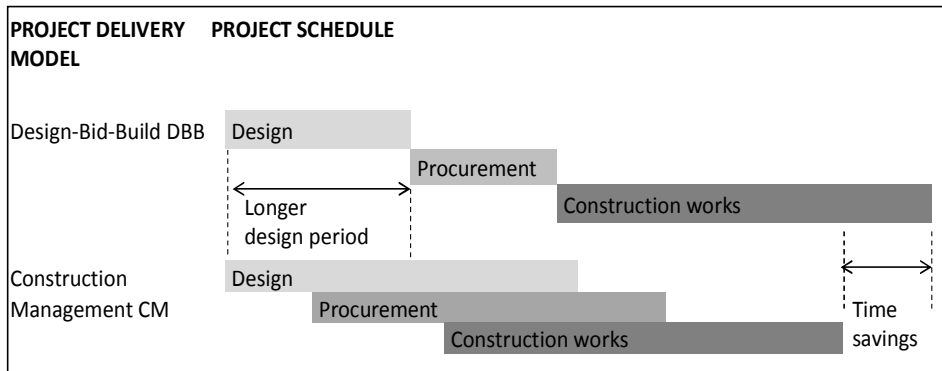 PROJECT DELIVERY PROJECT SCHEDULE
MODEL
Design-Bid-Build DBB Design
Procurement
Construction works
Longer
design period
Construction Design
Management CM Procurement
Construction works
Time
savings